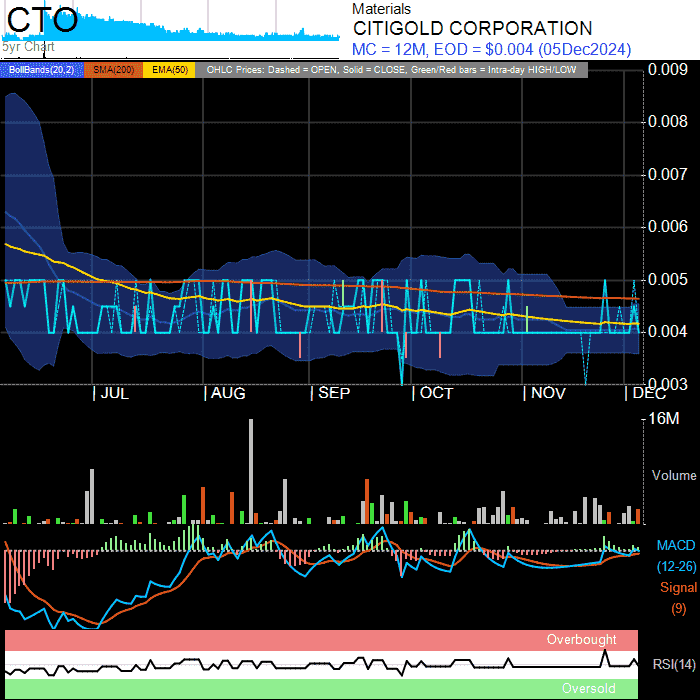 CTO
5yr Chart
Materials
CITIGOLD CORPORATION
MC = 12M, EOD = $0.004 (05Dec2024)
BollBands(20,2) SMA(200) EMA(50) OHLC Prices: Dashed = OPEN, Solid = CLOSE, Green/Red bars = Intra-day HIGH/LOW
0.009
0.008
0.007
0.006
0.005
0.004
0.003
JUL AUG SEP OCT NOV DEC
16M
Volume
MACD
(12-26)
Signal
(9)
Overbought
RSI(14)
Oversold